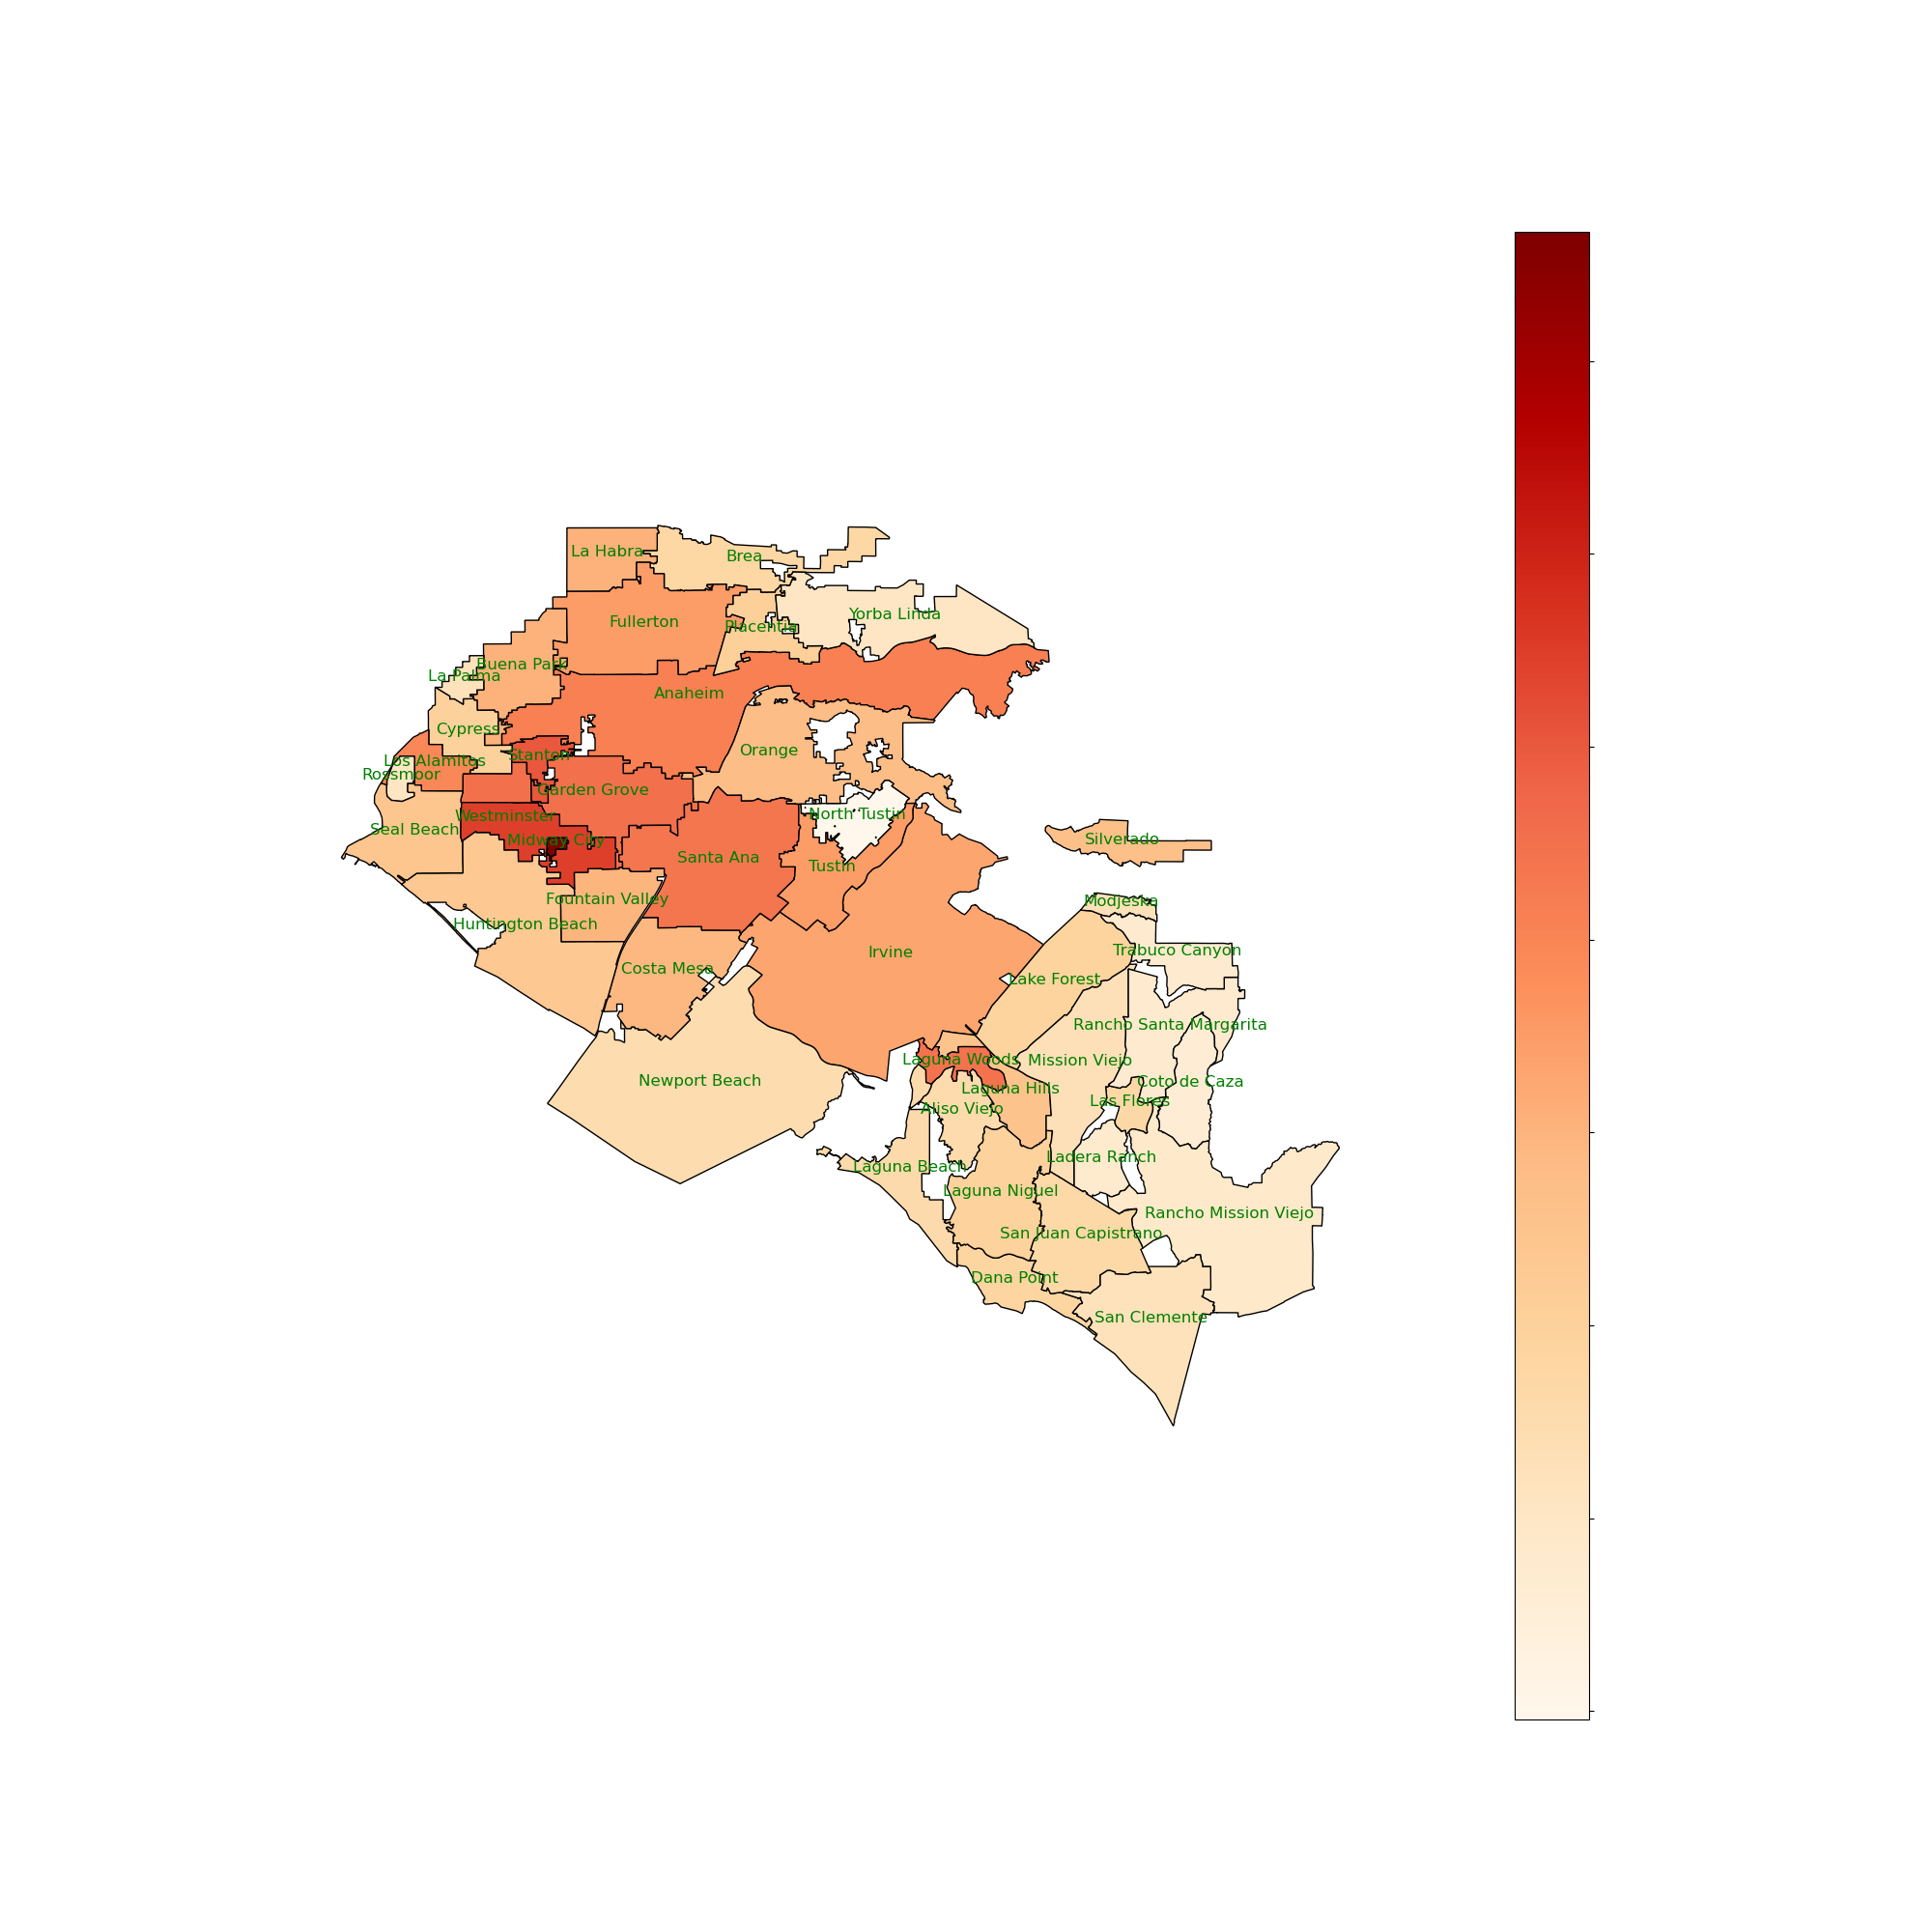 La Habra
Brea
Yorba Linda
Fullerton
Placentia
Buena Park
La Palma
Anaheim
Cypress
Orange
Stanton
Los Alamitos
Rossmoor
Garden Grove
North Tustin
Westminster
Seal Beach
Midway City
Silverado
Santa Ana
Tustin
Fountain Valley
Modjeska
Huntington Beach
Trabuco Canyon
Irvine
Costa Mesa
Lake Forest
Rancho Santa Margarita
Laguna Woods
Mission Viejo
Newport Beach
Coto de Caza
Laguna Hills
Las Flores
Aliso Viejo
Ladera Ranch
Laguna Beach
Laguna Niguel
Rancho Mission Viejo
San Juan Capistrano
Dana Point
San Clemente